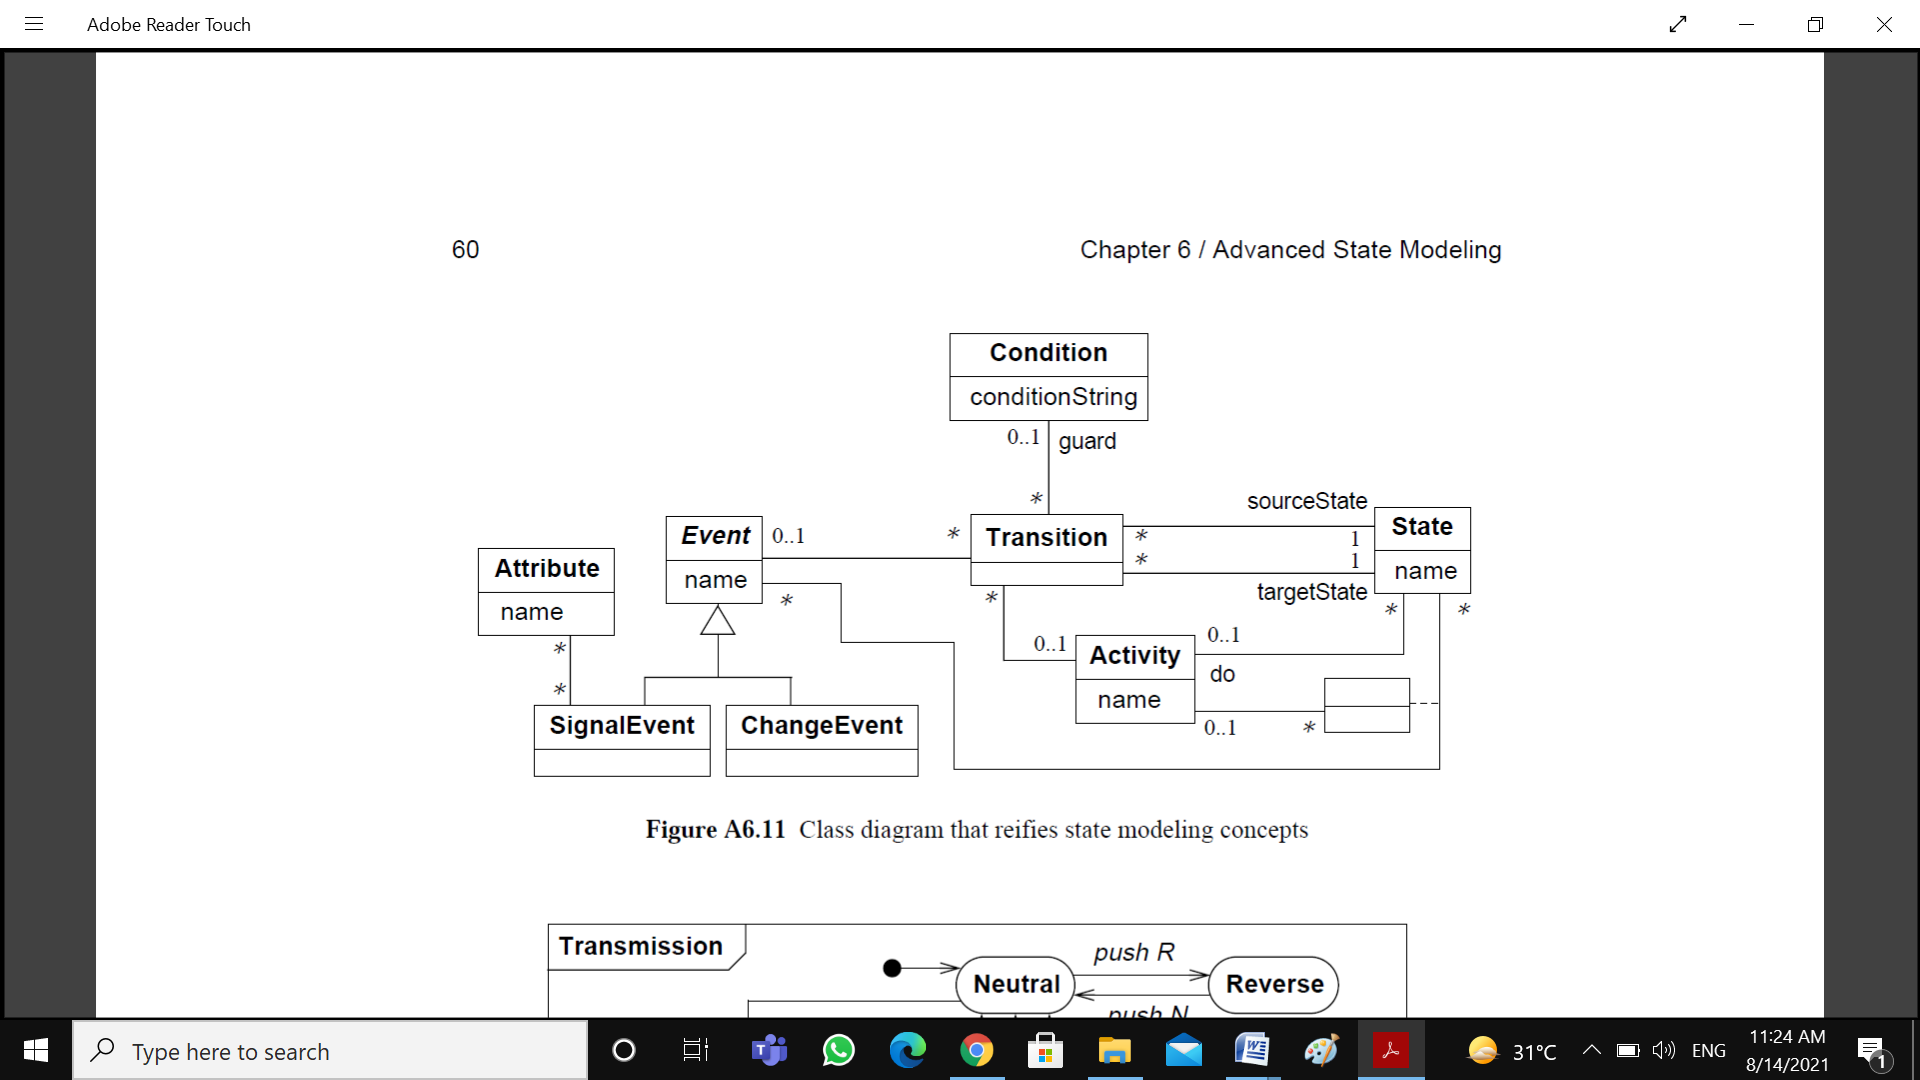 Adobe Reader Touch
60
Chapter 6 / Advanced State Modeling
Condition
conditionString
0..1
guard
*
sourceState
Event
0..1
*
Transition
*
1
State
Attribute
name
*
1
name
name
*
*
targetState
*
*
*
0..1
Activity
0..1
do
*
name
*
SignalEvent
ChangeEvent
0..1
*
Figure A6.11 Class diagram that reifies state modeling concepts
Transmission
push R
Neutral
Reverse
push N
Type here to search
31°C
ENG
11:24 AM
8/14/2021
1